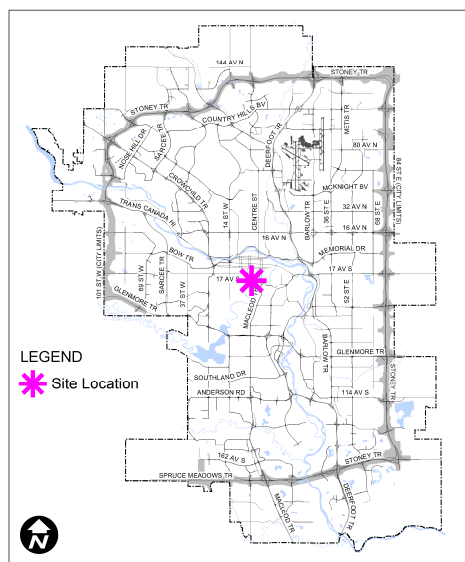 144 AV N
STONEY TR
STONEY TR
COUNTRY HILLS BV
NOSE HILL DR
SARCEE TR
DEERFOOT TR
METIS TR
80 AV N
CROWCHILD TR
MCKNIGHT BV
84 ST E (CITY LIMITS)
TRANS CANADA HI
14 ST W
CENTRE ST
BARLOW TR
36 ST E
32 AV N
68 ST E
16 AV N
16 AV N
BOW TR
MEMORIAL DR
101 ST W (CITY LIMITS)
69 ST W
SARCEE TR
37 ST W
17 AV S
17 AV S
MACLEOD
52 ST E
GLENMORE TR
BARLOW TR
GLENMORE TR
LEGEND
Site Location
SOUTHLAND DR
STONEY TR
ANDERSON RD
114 AV S
162 AV S
STONEY TR
SPRUCE MEADOWS TR
MACLEOD TR
DEERFOOT TR
N